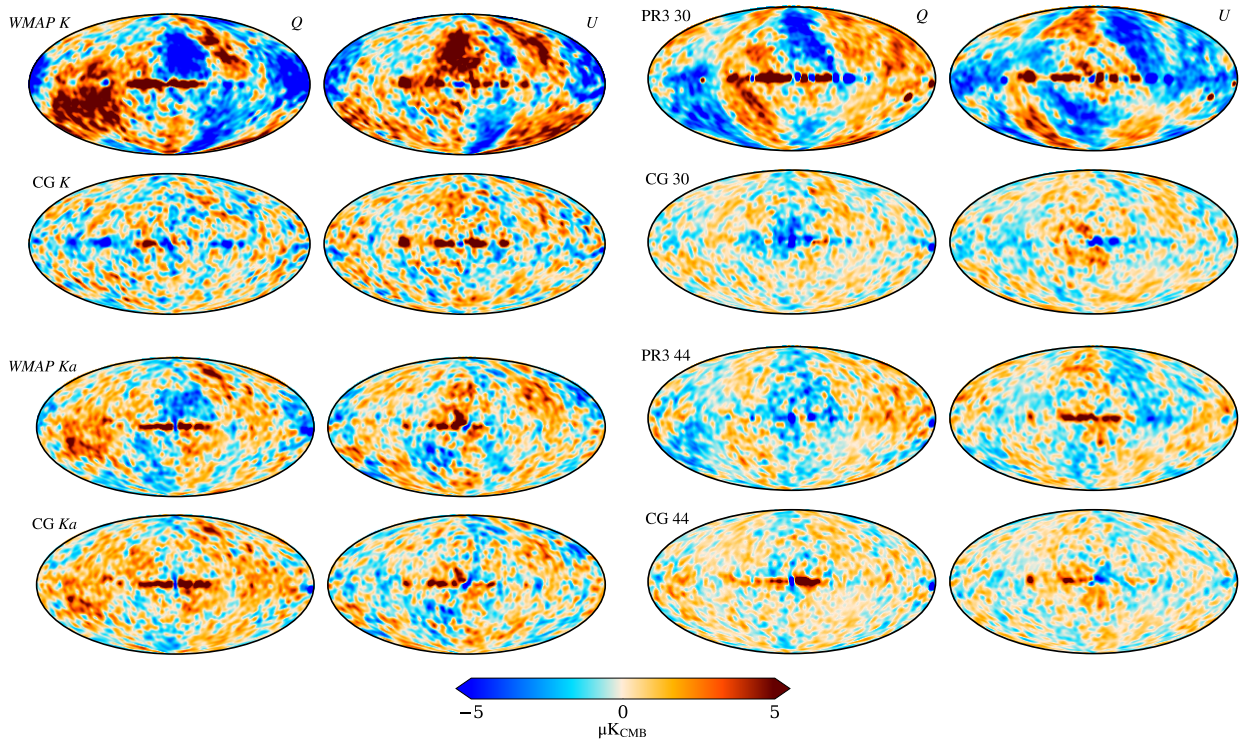 WMAP K Q U PR3 30 Q U
CG K CG 30
WMAP Ka PR3 44
CG Ka CG 44
−5 0 5
μK_CMB